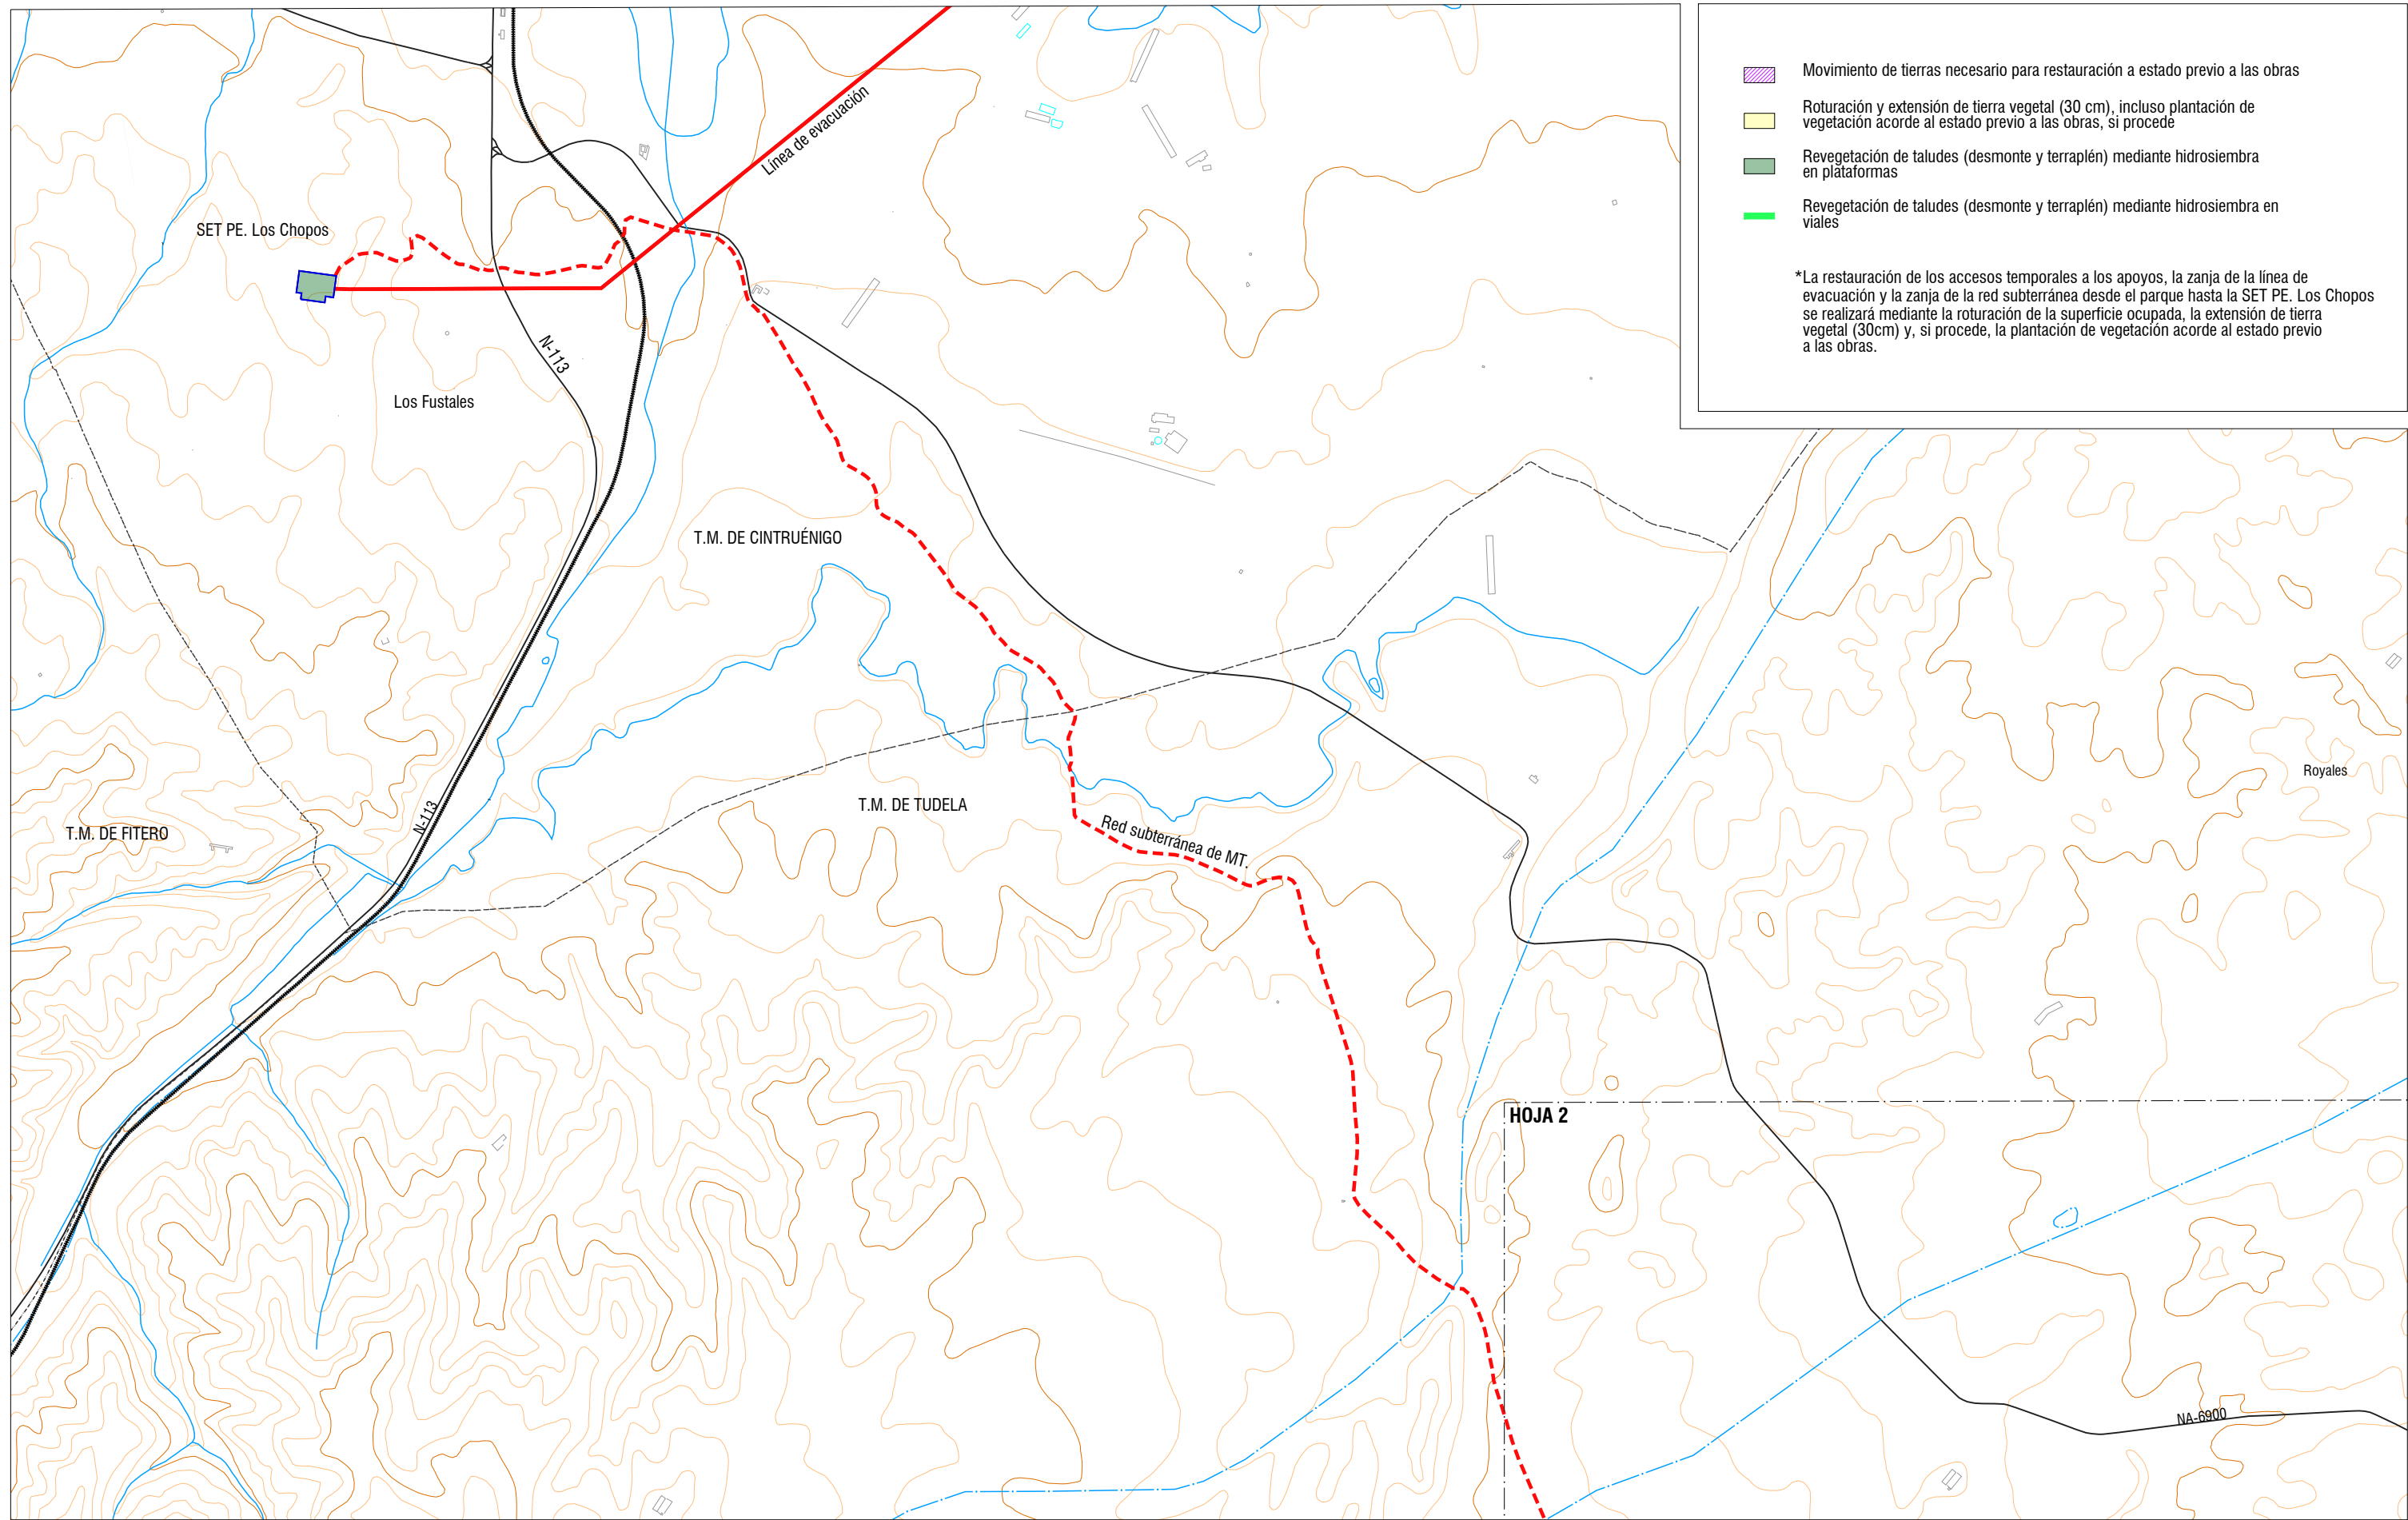 Movimiento de tierras necesario para restauración a estado previo a las obras
Roturación y extensión de tierra vegetal (30 cm), incluso plantación de
vegetación acorde al estado previo a las obras, si procede
Revegetación de taludes (desmonte y terraplén) mediante hidrosiembra
en plataformas
Revegetación de taludes (desmonte y terraplén) mediante hidrosiembra en
viales
*La restauración de los accesos temporales a los apoyos, la zanja de la línea de
evacuación y la zanja de la red subterránea desde el parque hasta la SET PE. Los Chopos
se realizará mediante la roturación de la superficie ocupada, la extensión de tierra
vegetal (30cm) y, si procede, la plantación de vegetación acorde al estado previo
a las obras.
Línea de evacuación
SET PE. Los Chopos
N-113
Los Fustales
T.M. DE CINTRUÉNIGO
Royales
T.M. DE TUDELA
N-113
T.M. DE FITERO
Red subterránea de MT.
HOJA 2
NA-6900